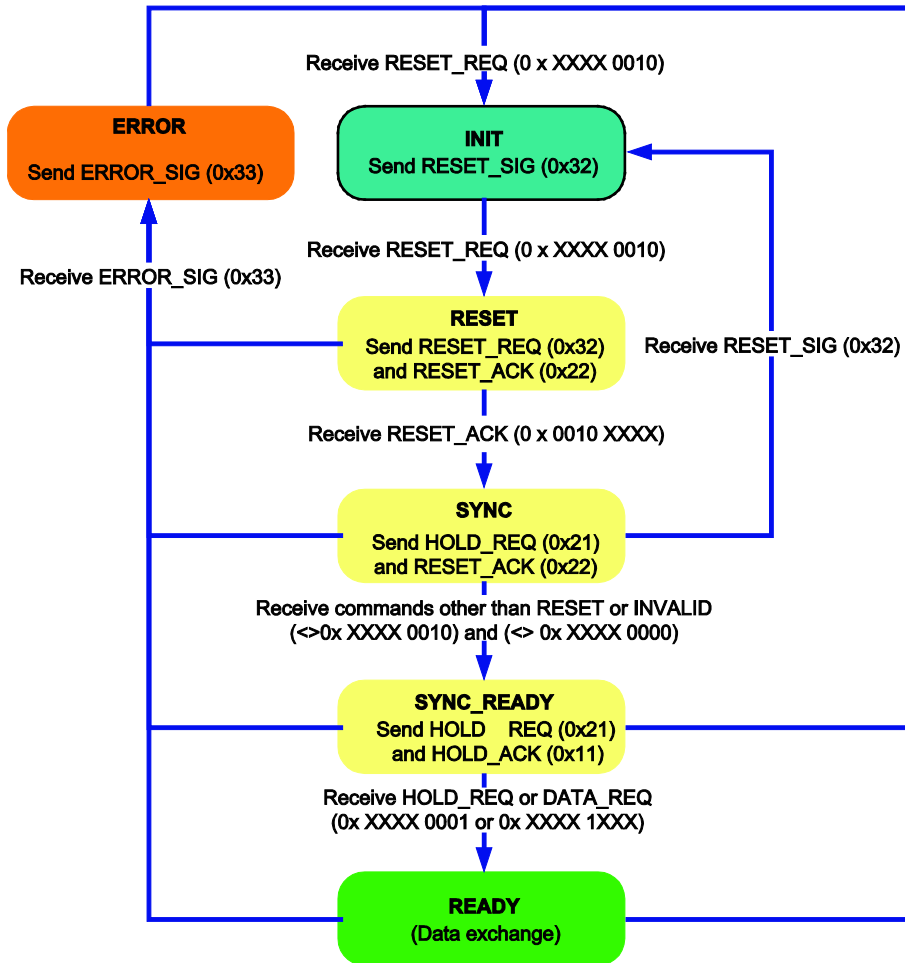 Receive RESET_REQ (0 x XXXX 0010)
ERROR
Send ERROR_SIG (0x33)
INIT
Send RESET_SIG (0x32)
Receive RESET_REQ (0 x XXXX 0010)
Receive ERROR_SIG (0x33)
RESET
Send RESET_REQ (0x32)
and RESET_ACK (0x22)
Receive RESET_SIG (0x32)
Receive RESET_ACK (0 x 0010 XXXX)
SYNC
Send HOLD_REQ (0x21)
and RESET_ACK (0x22)
Receive commands other than RESET or INVALID
(<>0x XXXX 0010) and (<> 0x XXXX 0000)
SYNC_READY
Send HOLD REQ (0x21)
and HOLD_ACK (0x11)
Receive HOLD_REQ or DATA_REQ
(0x XXXX 0001 or 0x XXXX 1XXX)
READY
(Data exchange)